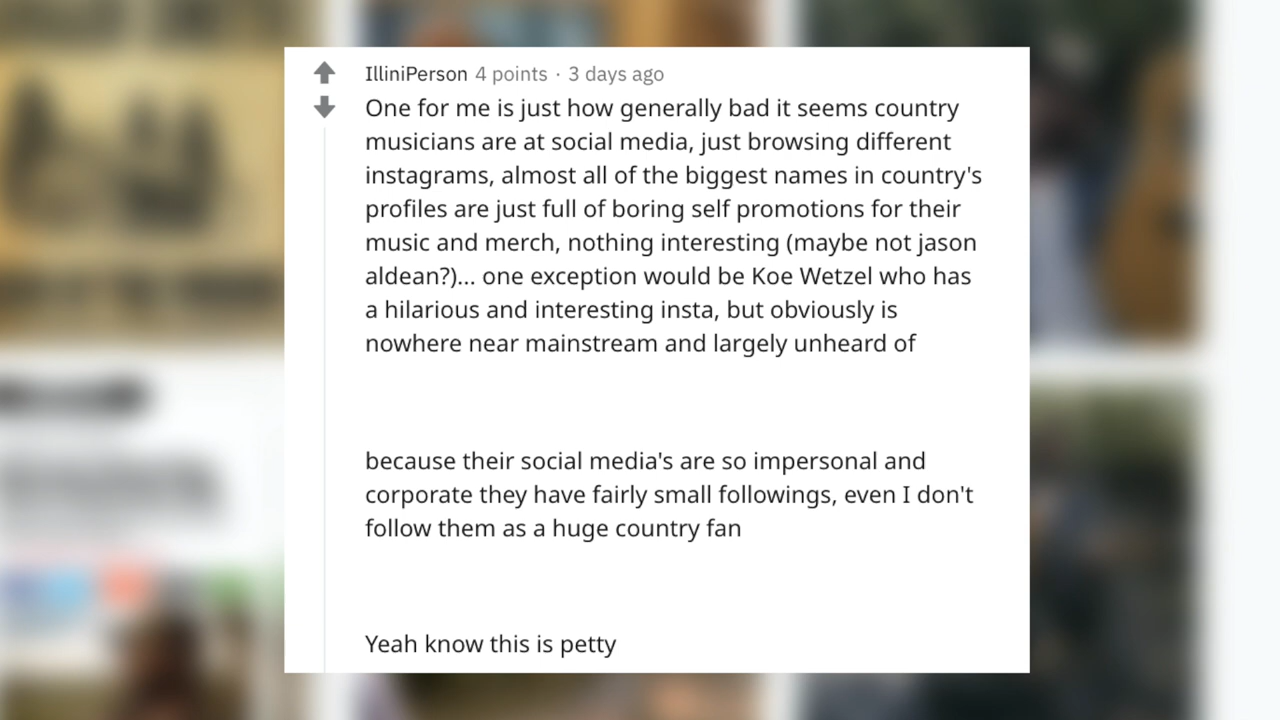 IlliniPerson 4 points · 3 days ago
One for me is just how generally bad it seems country
musicians are at social media, just browsing different
instagrams, almost all of the biggest names in country's
profiles are just full of boring self promotions for their
music and merch, nothing interesting (maybe not jason
aldean?)... one exception would be Koe Wetzel who has
a hilarious and interesting insta, but obviously is
nowhere near mainstream and largely unheard of
because their social media's are so impersonal and
corporate they have fairly small followings, even I don't
follow them as a huge country fan
Yeah know this is petty